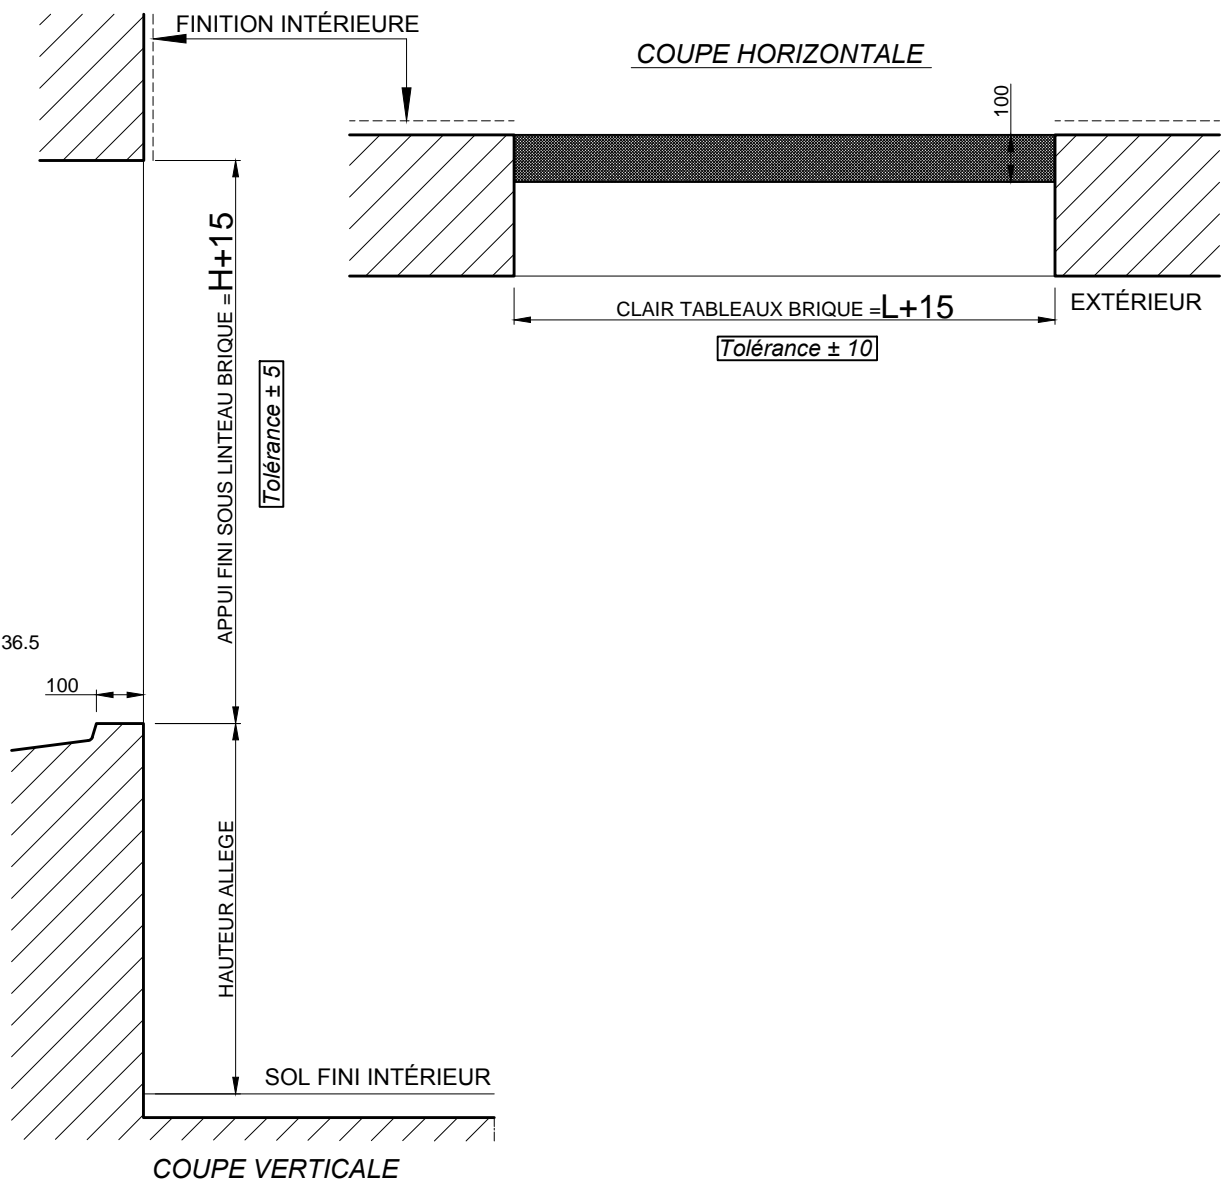 FINITION INTÉRIEURE
COUPE HORIZONTALE
100
CLAIR TABLEAUX BRIQUE =L+15
EXTÉRIEUR
Tolérance ± 10
APPUI FINI SOUS LINTEAU BRIQUE =H+15
Tolérance ± 5
36.5
100
HAUTEUR ALLEGE
SOL FINI INTÉRIEUR
COUPE VERTICALE